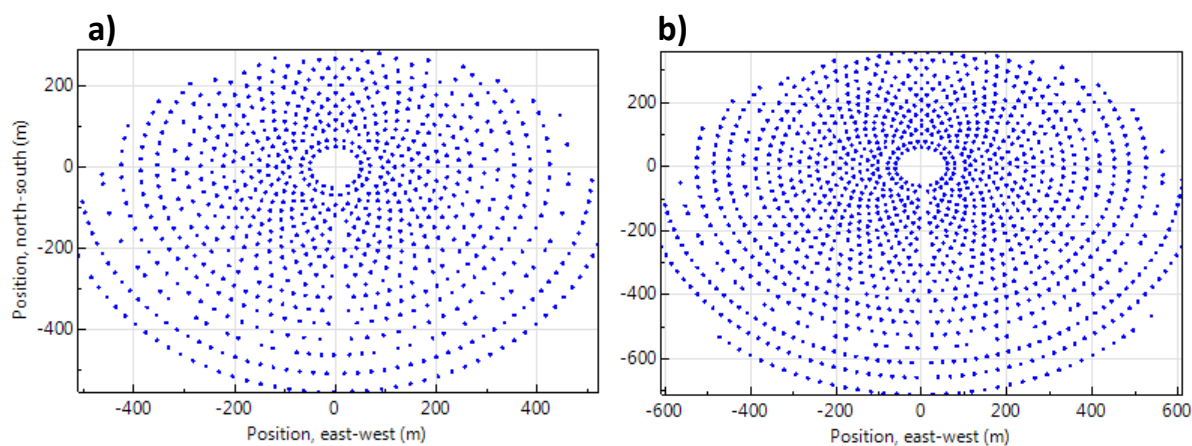 a)
b)
200
0
-200
-400
Position, north-south (m)
-400 -200 0 200 400
Position, east-west (m)
200
0
-200
-400
-600
-600 -400 -200 0 200 400 600
Position, east-west (m)